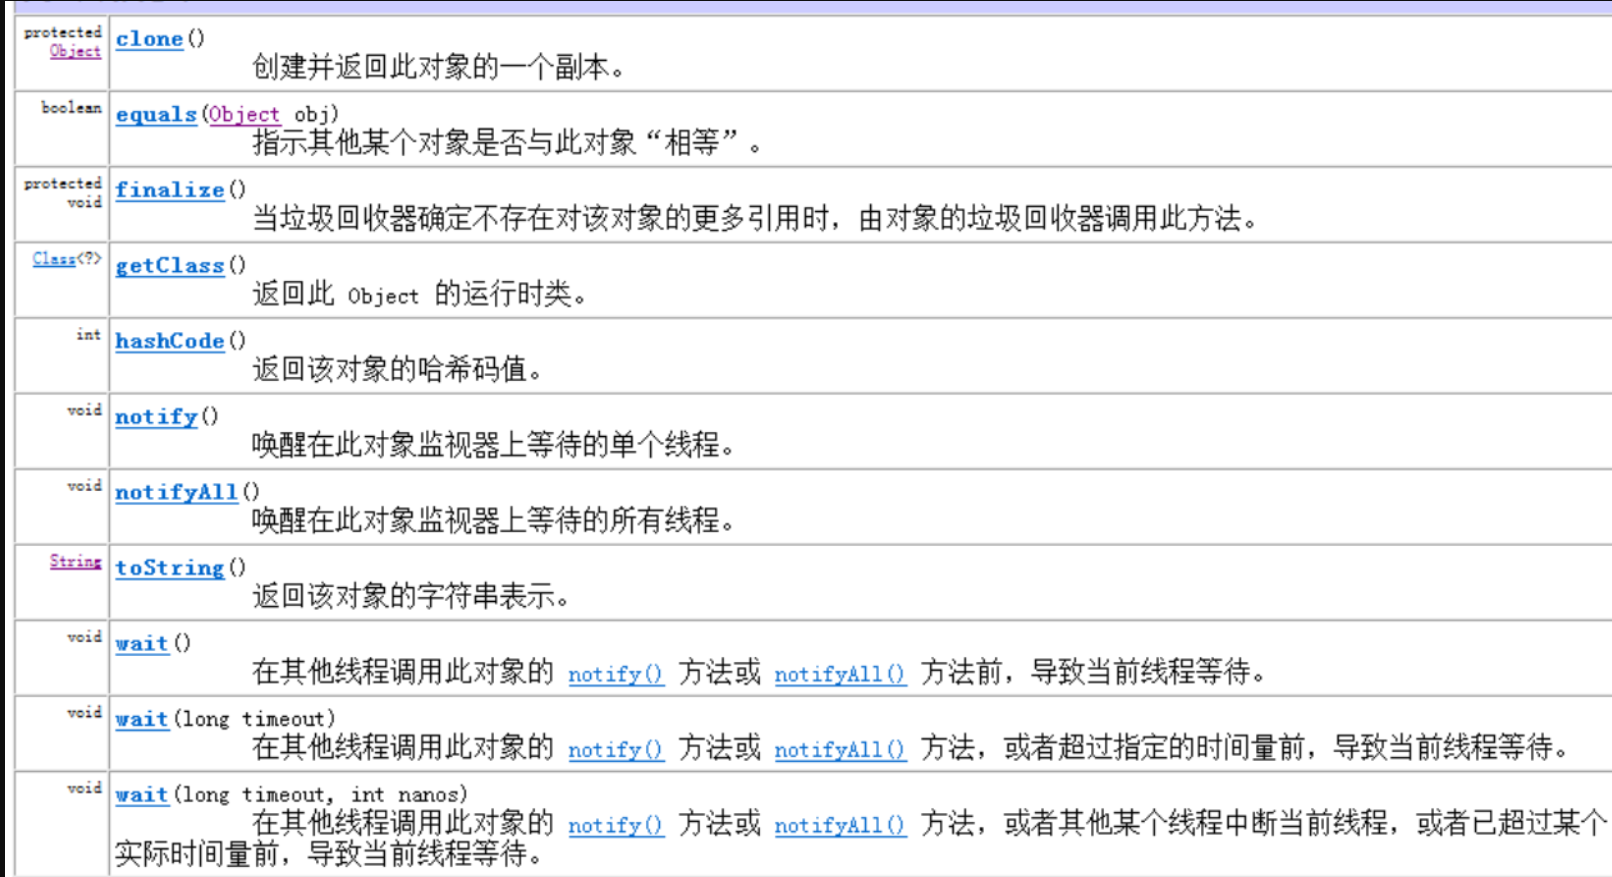 protected
Object
clone()
创建并返回此对象的一个副本。
boolean
equals(Object obj)
指示其他某个对象是否与此对象“相等”。
protected
void
finalize()
当垃圾回收器确定不存在对该对象的更多引用时，由对象的垃圾回收器调用此方法。
Class<?>
getClass()
返回此 Object 的运行时类。
int
hashCode()
返回该对象的哈希码值。
void
notify()
唤醒在此对象监视器上等待的单个线程。
void
notifyAll()
唤醒在此对象监视器上等待的所有线程。
String
toString()
返回该对象的字符串表示。
void
wait()
在其他线程调用此对象的 notify() 方法或 notifyAll() 方法前，导致当前线程等待。
void
wait(long timeout)
在其他线程调用此对象的 notify() 方法或 notifyAll() 方法，或者超过指定的时间量前，导致当前线程等待。
void
wait(long timeout, int nanos)
在其他线程调用此对象的 notify() 方法或 notifyAll() 方法，或者其他某个线程中断当前线程，或者已超过某个
实际时间量前，导致当前线程等待。